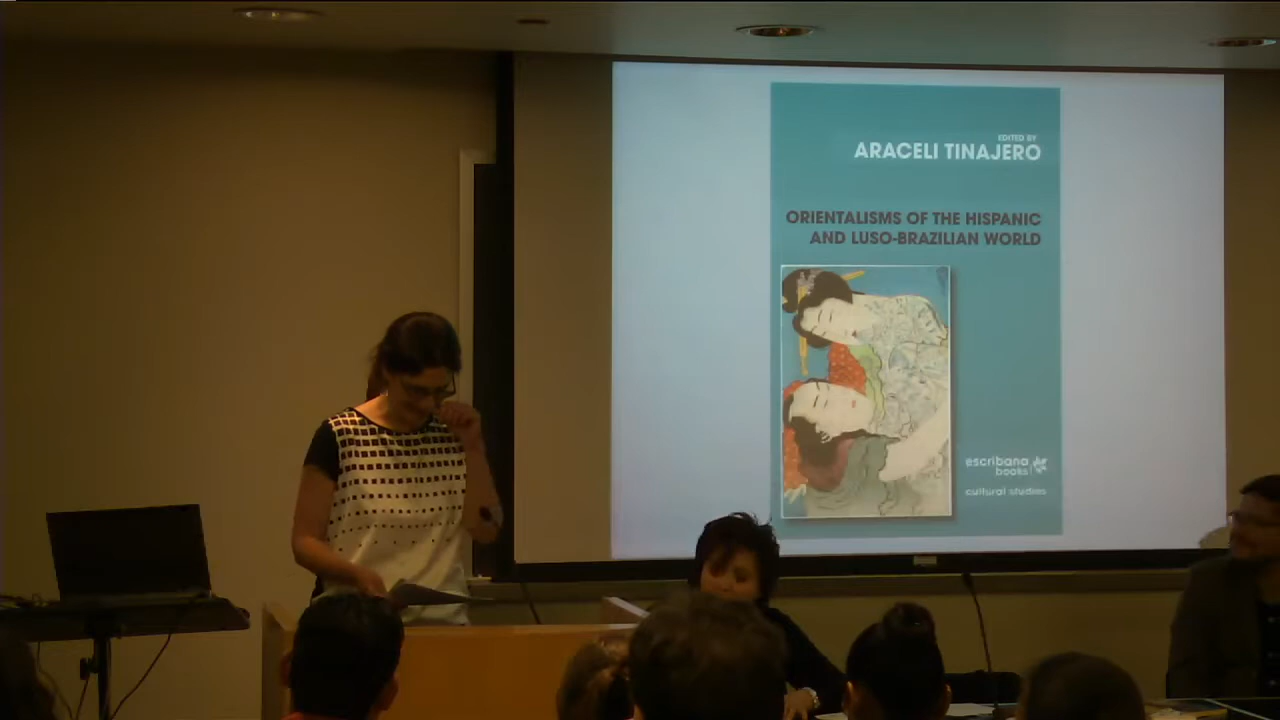 EDITED BY
ARACELI TINAJERO
ORIENTALISMS OF THE HISPANIC
AND LUSO-BRAZILIAN WORLD
escribana
books
cultural studies